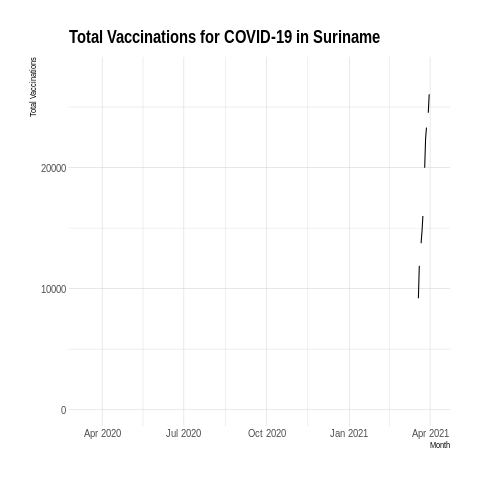 Total Vaccinations for COVID-19 in Suriname
Total Vaccinations
20000
10000
0
Apr 2020 Jul 2020 Oct 2020 Jan 2021 Apr 2021
Month